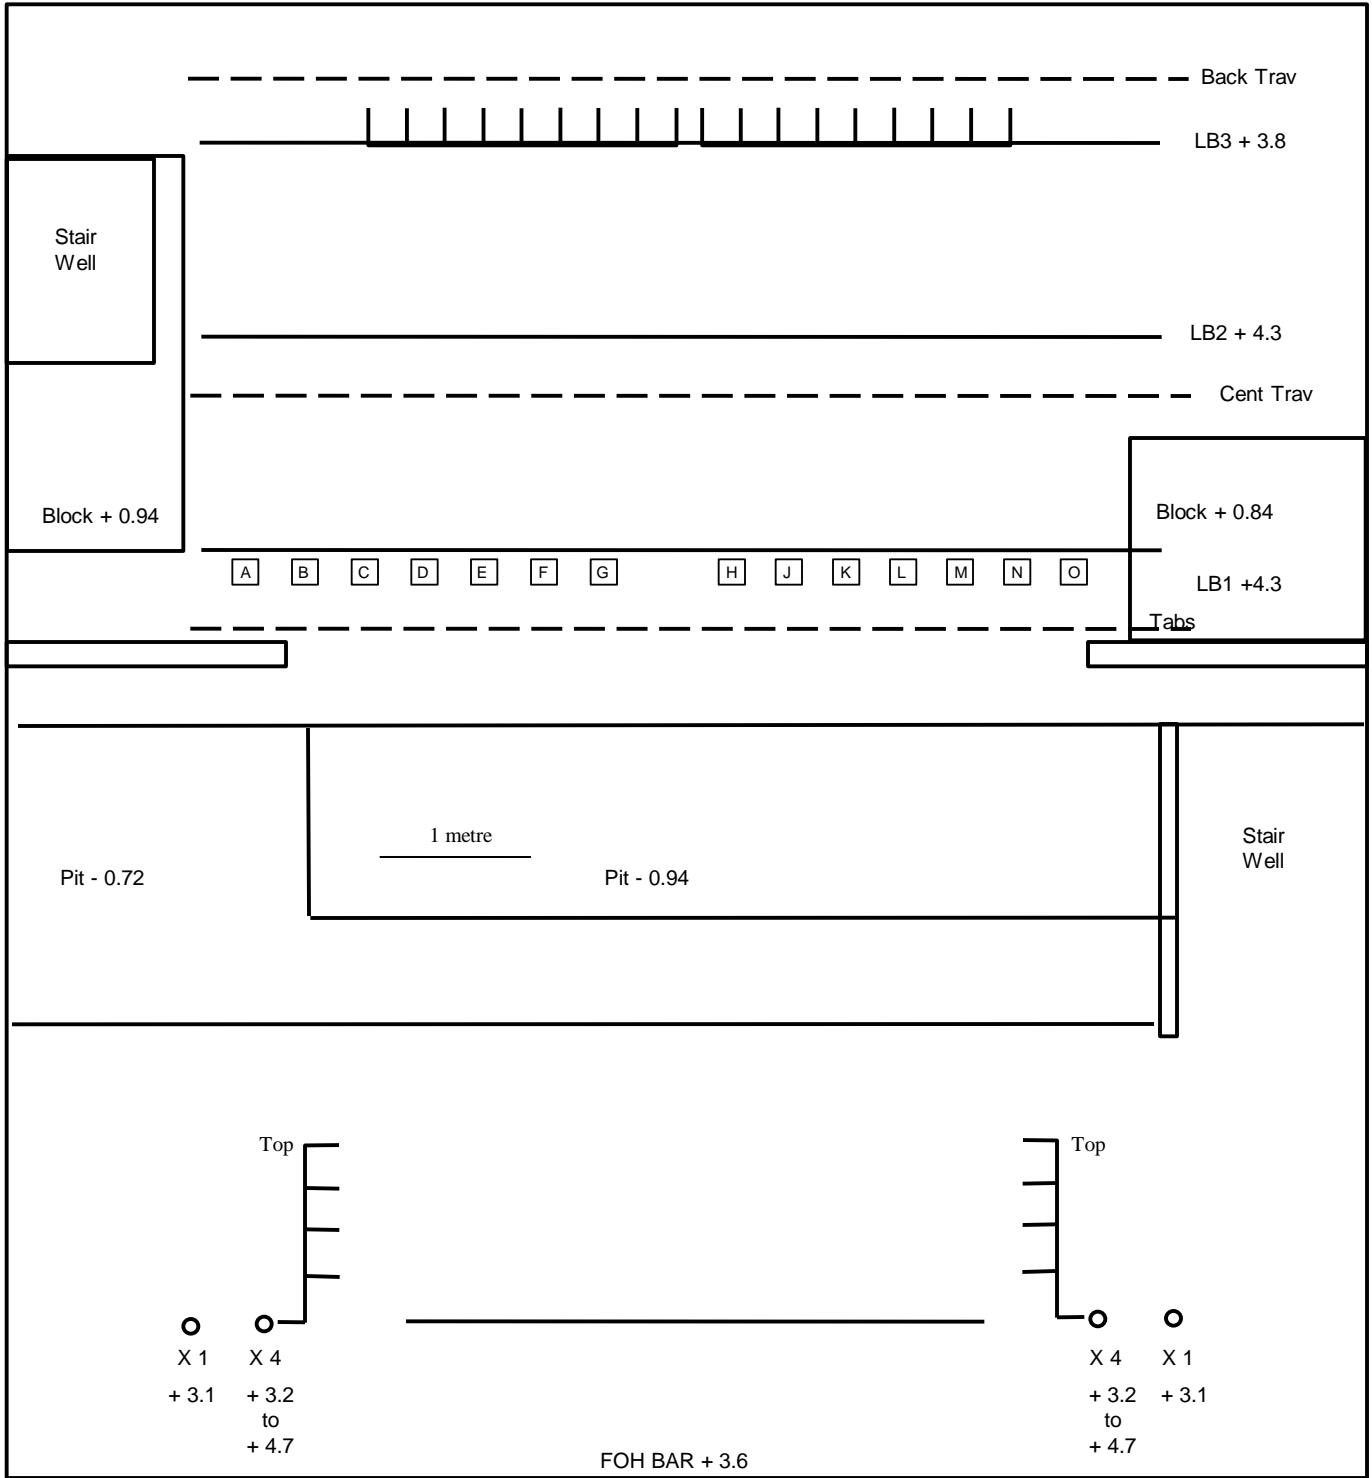 Back Trav
LB3 + 3.8
Stair
Well
LB2 + 4.3
Cent Trav
Block + 0.94
Block + 0.84
A B C D E F G H J K L M N O
LB1 +4.3
Tabs
1 metre
Pit - 0.72
Pit - 0.94
Stair
Well
Top
Top
X 1 X 4
+ 3.1 + 3.2
to
+ 4.7
X 4 X 1
+ 3.2 + 3.1
to
+ 4.7
FOH BAR + 3.6